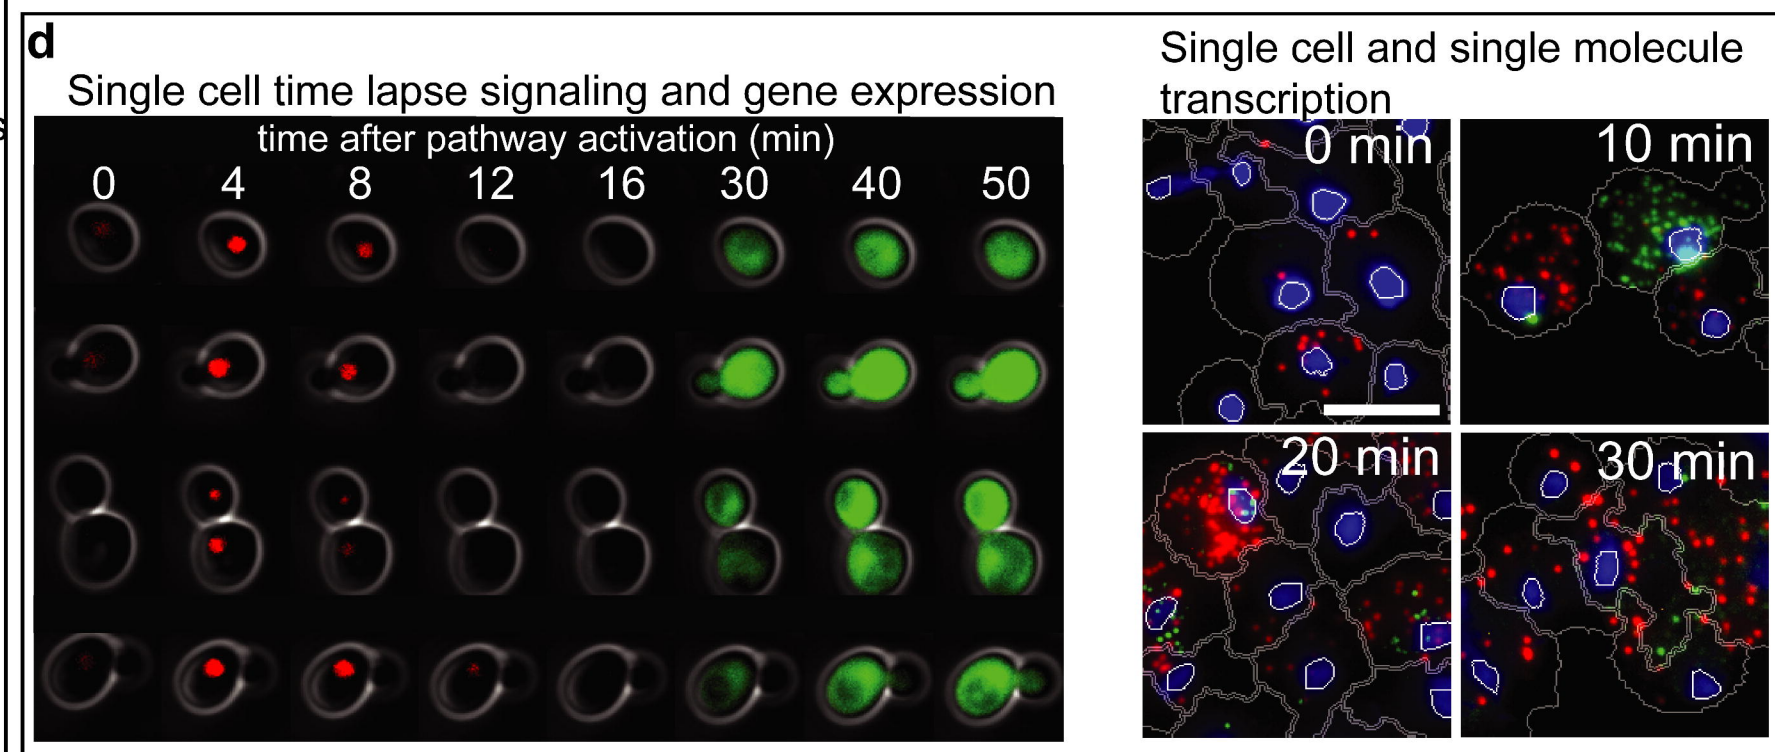 d
Single cell time lapse signaling and gene expression
time after pathway activation (min)
0 4 8 12 16 30 40 50
Single cell and single molecule
transcription
0 min
10 min
20 min
30 min